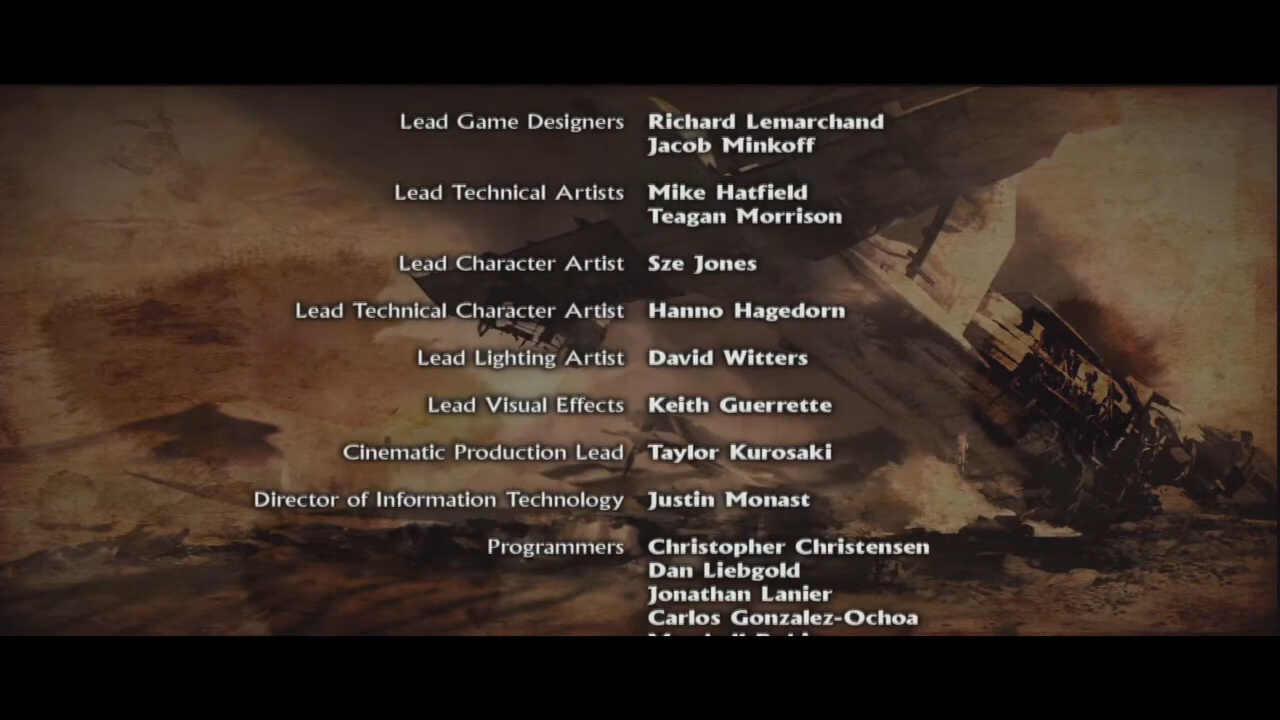 Lead Game Designers Richard Lemarchand
Jacob Minkoff
Lead Technical Artists Mike Hatfield
Teagan Morrison
Lead Character Artist Sze Jones
Lead Technical Character Artist Hanno Hagedorn
Lead Lighting Artist David Witters
Lead Visual Effects Keith Guerrette
Cinematic Production Lead Taylor Kurosaki
Director of Information Technology Justin Monast
Programmers Christopher Christensen
Dan Liebgold
Jonathan Lanier
Carlos Gonzalez-Ochoa